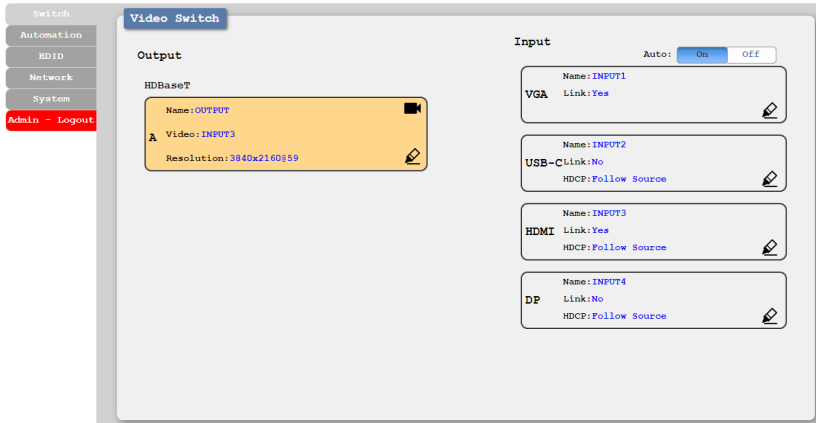 Switch
Automation
EDID
Network
System
Admin - Logout
Video Switch
Output
HDBaseT
A
Name:OUTPUT
Video:INPUT3
Resolution:3840x2160@59
Input
Auto: On Off
VGA
Name:INPUT1
Link:Yes
USB-C
Name:INPUT2
Link:No
HDCP:Follow Source
HDMI
Name:INPUT3
Link:Yes
HDCP:Follow Source
DP
Name:INPUT4
Link:No
HDCP:Follow Source